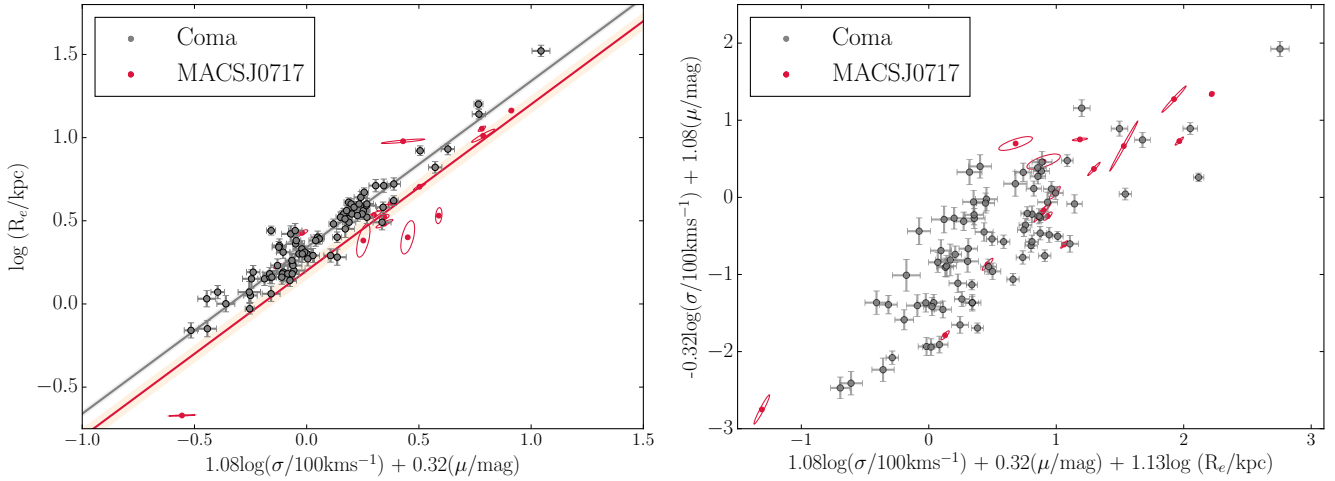 Coma
MACSJ0717
log (Rₑ/kpc)
1.5
1.0
0.5
0.0
−0.5
−1.0 −0.5 0.0 0.5 1.0 1.5
1.08log(σ/100kms⁻¹) + 0.32(μ/mag)
Coma
MACSJ0717
-0.32log(σ/100kms⁻¹) + 1.08(μ/mag)
2
1
0
−1
−2
−3
−1 0 1 2 3
1.08log(σ/100kms⁻¹) + 0.32(μ/mag) + 1.13log (Rₑ/kpc)